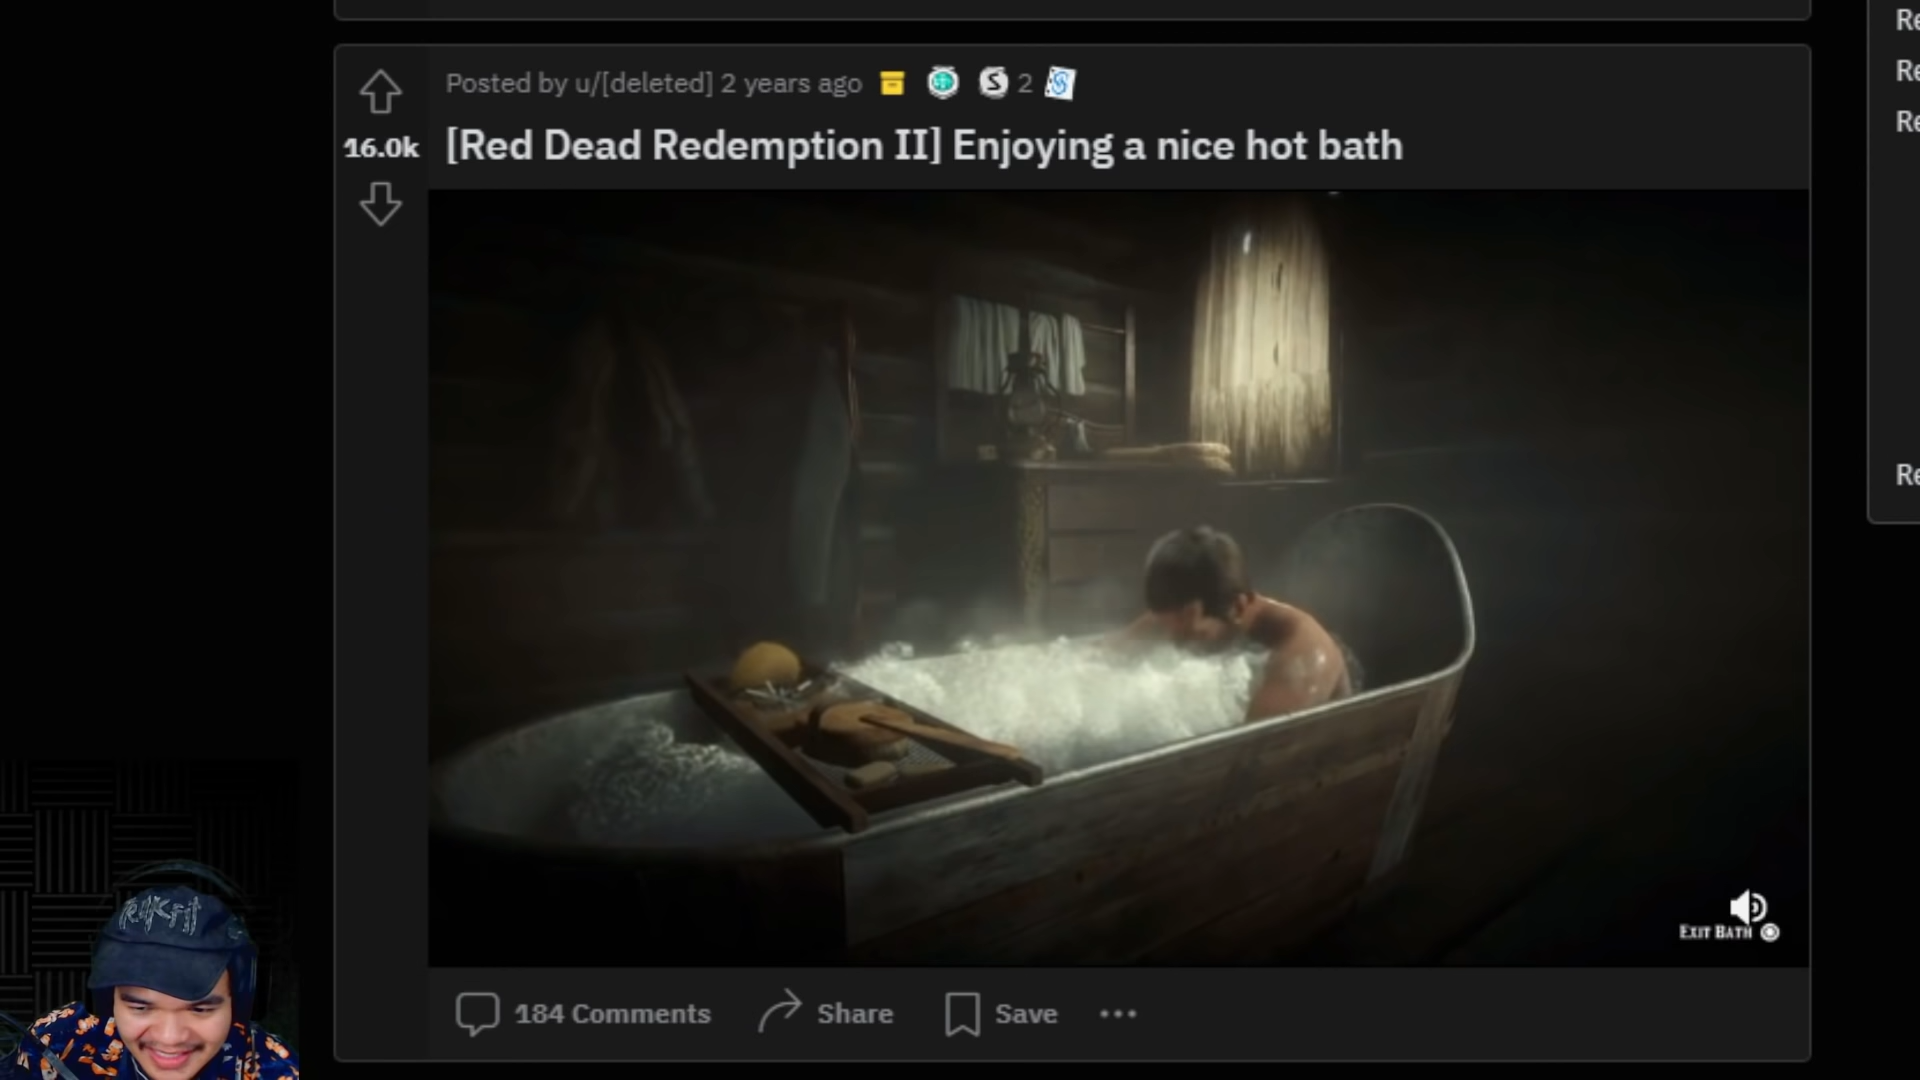 Posted by u/[deleted] 2 years ago
2
16.0k
[Red Dead Redemption II] Enjoying a nice hot bath
Re
Re
Re
Re
EXIT BATH
184 Comments
Share
Save